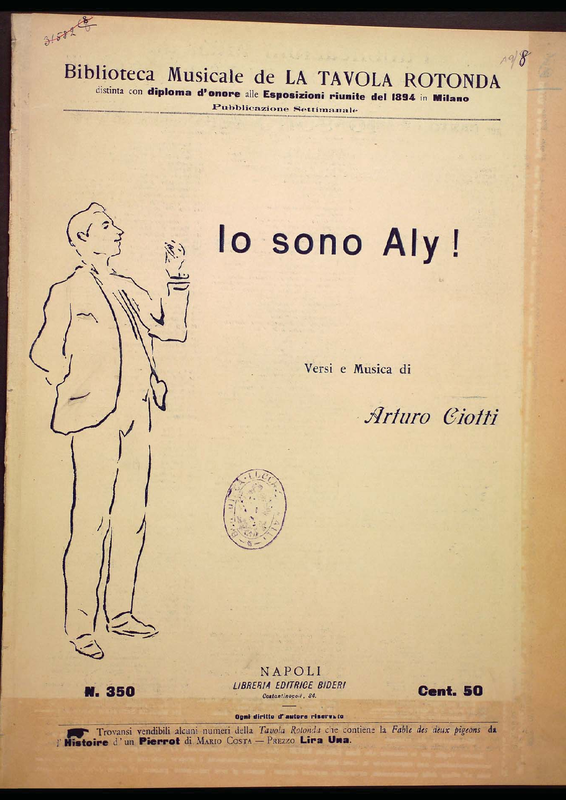 Biblioteca Musicale de LA TAVOLA ROTONDA
distinta con diploma d'onore alle Esposizioni riunite del 1894 in Milano
Pubblicazione Settimanale
Io sono Aly!
Versi e Musica di
Arturo Ciotti
NAPOLI
N. 350
LIBRERIA EDITRICE BIDERI
Cent. 50
Ogni diritto d'autore riservato
Trovansi vendibili alcuni numeri della Tavola Rotonda che contiene la Fable des deux pigeons da
l'Histoire d'un Pierrot di MARIO COSTA — PREZZO Lira Una.